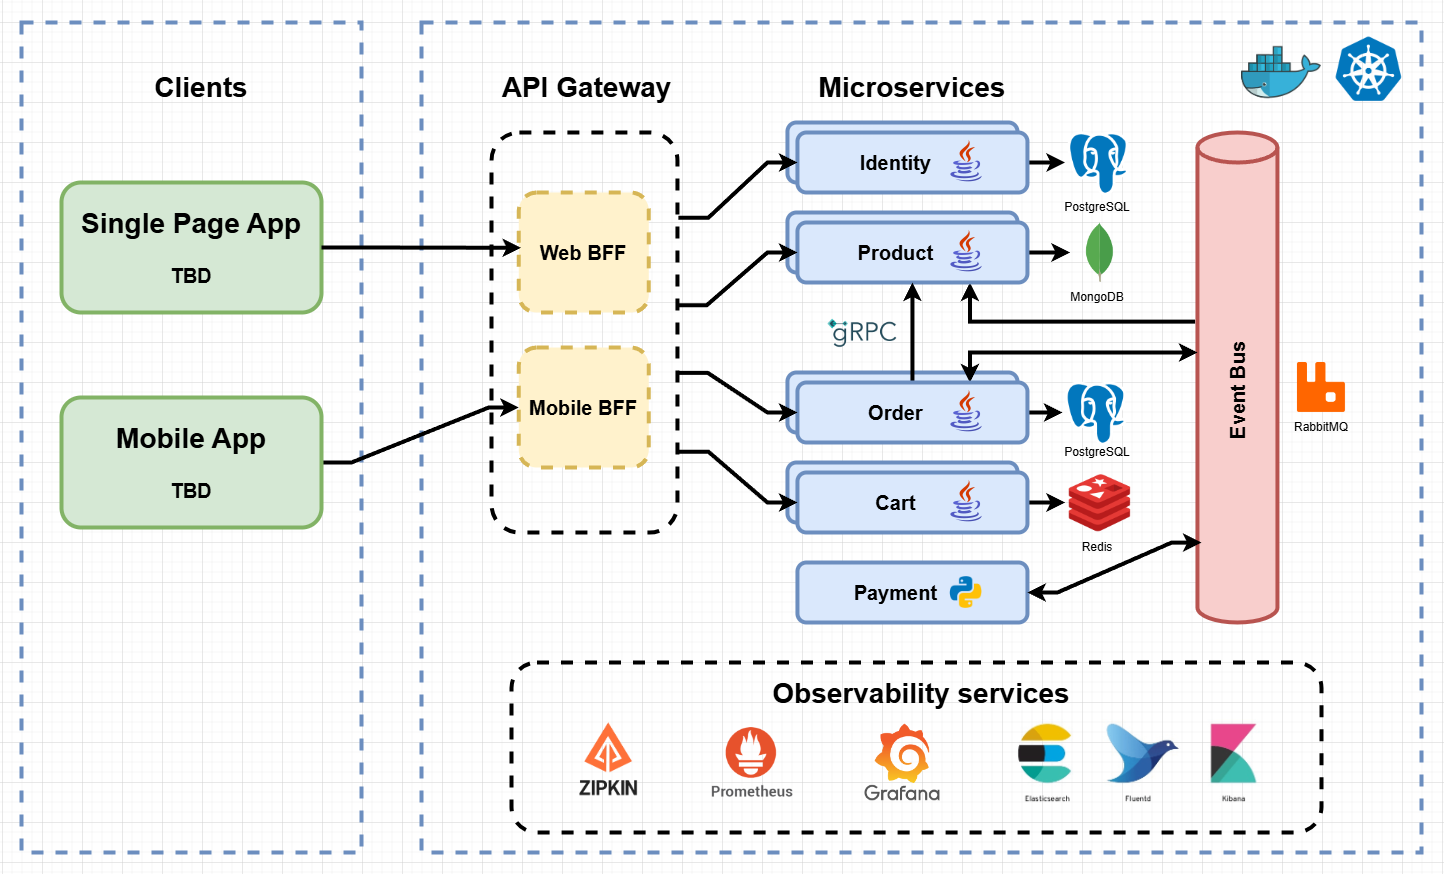 Clients
API Gateway
Microservices
Single Page App
TBD
Mobile App
TBD
Web BFF
Mobile BFF
Identity
PostgreSQL
Product
MongoDB
gRPC
Order
PostgreSQL
Cart
Redis
Payment
Event Bus
RabbitMQ
Observability services
ZIPKIN
Prometheus
Grafana
Elasticsearch
Fluentd
Kibana